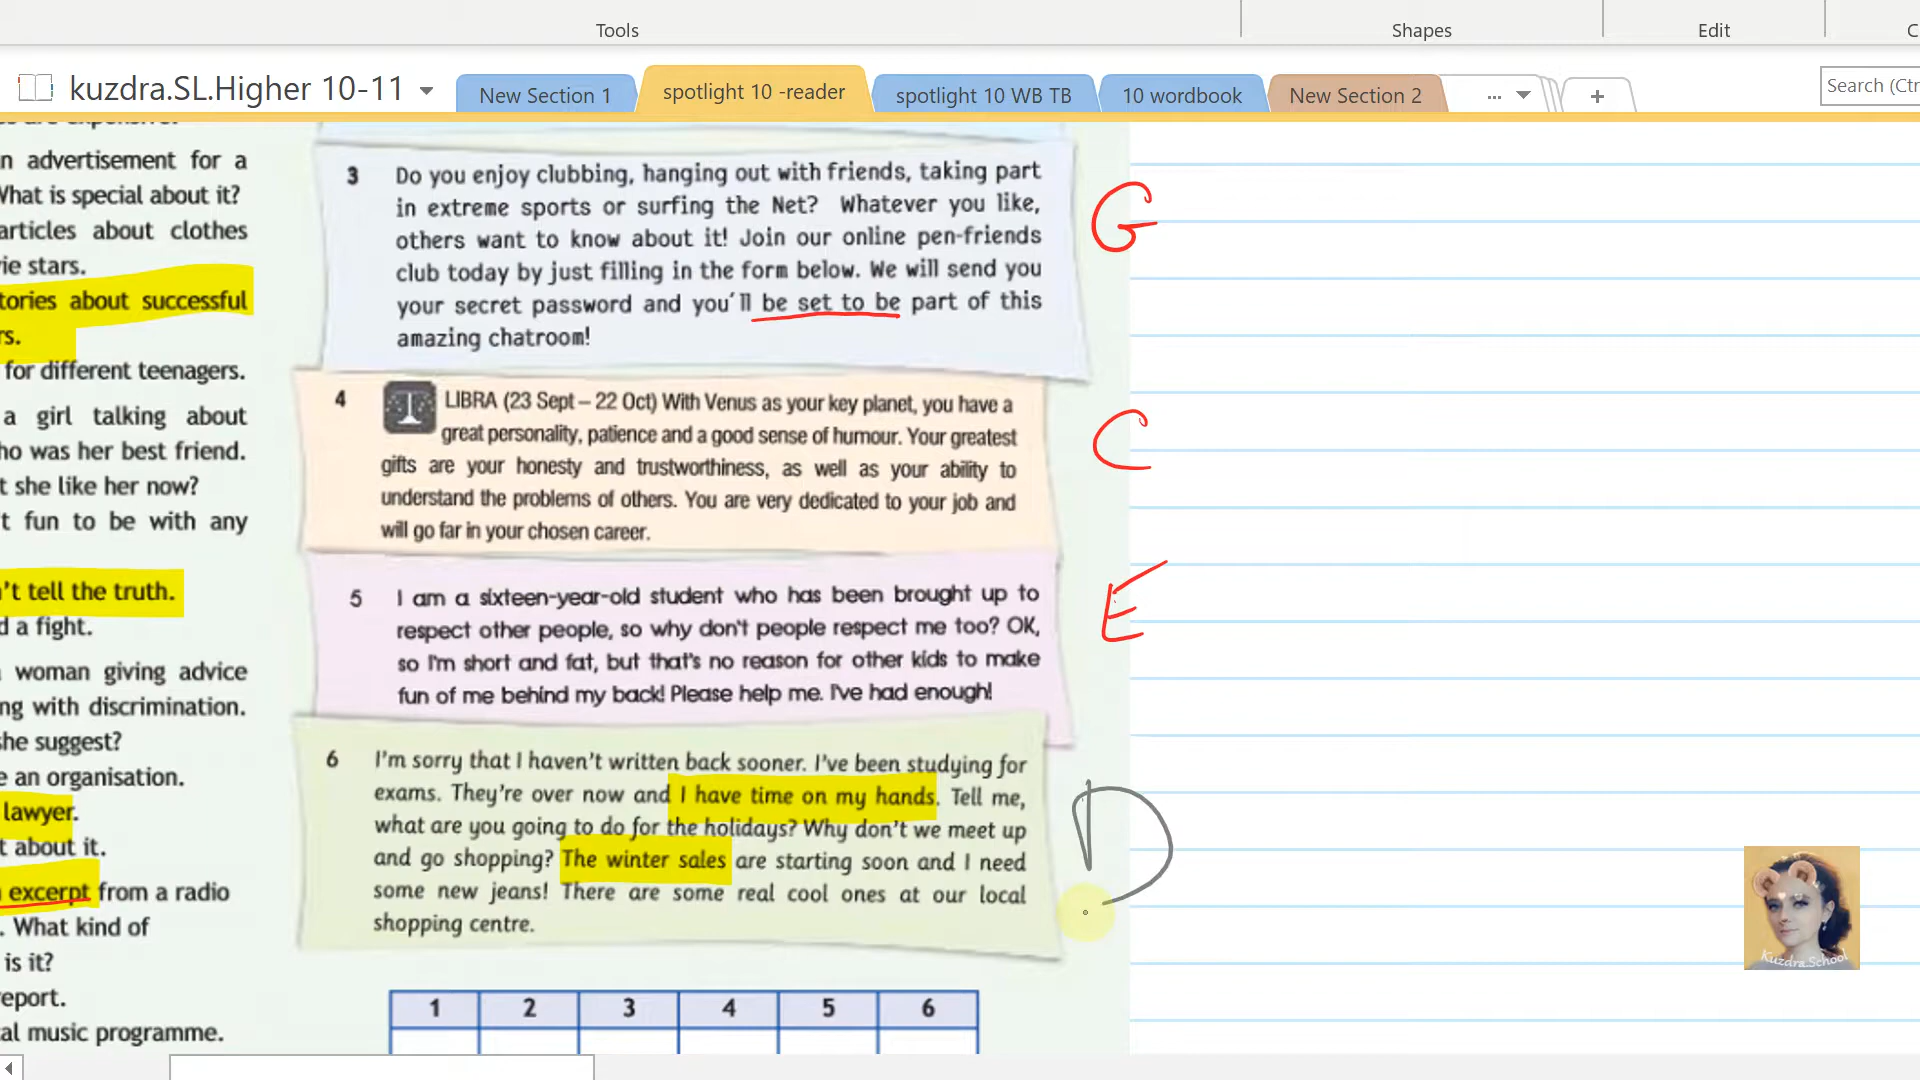 Tools
Shapes
Edit
kuzdra.SL.Higher 10-11
New Section 1
spotlight 10 -reader
spotlight 10 WB TB
10 wordbook
New Section 2
...
+
Search (Ctr
n advertisement for a
What is special about it?
articles about clothes
ie stars.
tories about successful
rs.
for different teenagers.
a girl talking about
ho was her best friend.
t she like her now?
't fun to be with any
't tell the truth.
d a fight.
woman giving advice
ng with discrimination.
she suggest?
e an organisation.
lawyer.
t about it.
excerpt from a radio
. What kind of
is it?
report.
al music programme.
3 Do you enjoy clubbing, hanging out with friends, taking part
in extreme sports or surfing the Net? Whatever you like,
others want to know about it! Join our online pen-friends
club today by just filling in the form below. We will send you
your secret password and you'll be set to be part of this
amazing chatroom!
G
4 LIBRA (23 Sept – 22 Oct) With Venus as your key planet, you have a
great personality, patience and a good sense of humour. Your greatest
gifts are your honesty and trustworthiness, as well as your ability to
understand the problems of others. You are very dedicated to your job and
will go far in your chosen career.
C
5 I am a sixteen-year-old student who has been brought up to
respect other people, so why don't people respect me too? OK,
so I'm short and fat, but that's no reason for other kids to make
fun of me behind my back! Please help me. I've had enough!
E
6 I'm sorry that I haven't written back sooner. I've been studying for
exams. They're over now and I have time on my hands. Tell me,
what are you going to do for the holidays? Why don't we meet up
and go shopping? The winter sales are starting soon and I need
some new jeans! There are some real cool ones at our local
shopping centre.
D
1 2 3 4 5 6
Kuzdra.School